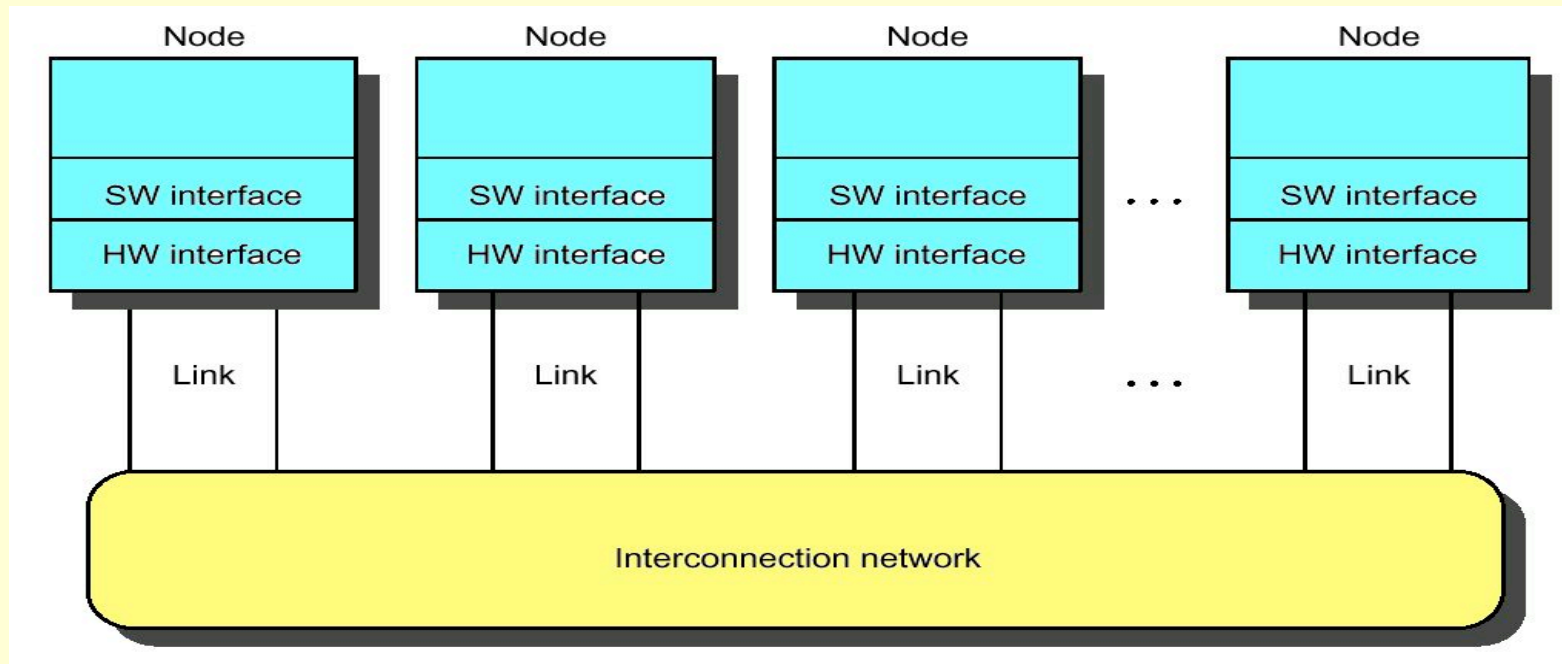 Node Node Node Node
SW interface SW interface SW interface ... SW interface
HW interface HW interface HW interface HW interface
Link Link Link ... Link
Interconnection network